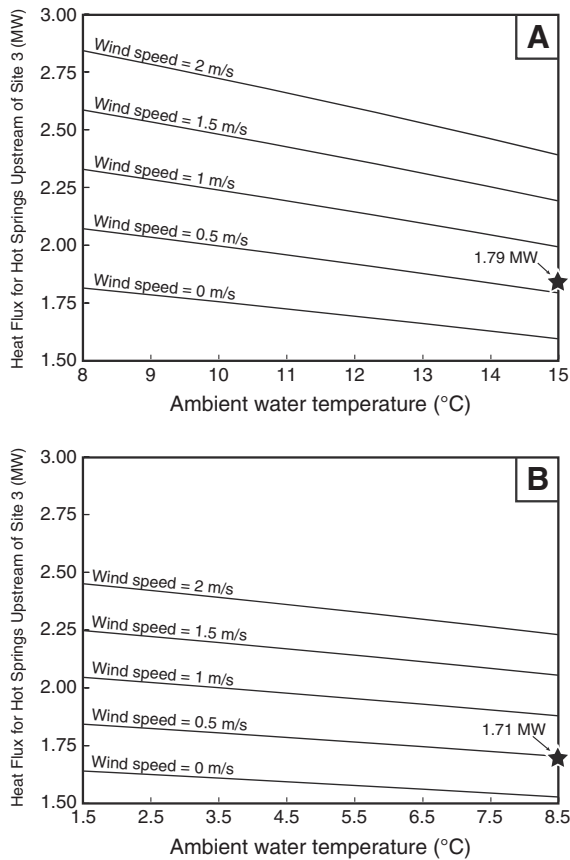 A
Heat Flux for Hot Springs Upstream of Site 3 (MW)
3.00
2.75
2.50
2.25
2.00
1.75
1.50
Wind speed = 2 m/s
Wind speed = 1.5 m/s
Wind speed = 1 m/s
Wind speed = 0.5 m/s
Wind speed = 0 m/s
1.79 MW
8 9 10 11 12 13 14 15
Ambient water temperature (°C)
B
Heat Flux for Hot Springs Upstream of Site 3 (MW)
3.00
2.75
2.50
2.25
2.00
1.75
1.50
Wind speed = 2 m/s
Wind speed = 1.5 m/s
Wind speed = 1 m/s
Wind speed = 0.5 m/s
Wind speed = 0 m/s
1.71 MW
1.5 2.5 3.5 4.5 5.5 6.5 7.5 8.5
Ambient water temperature (°C)